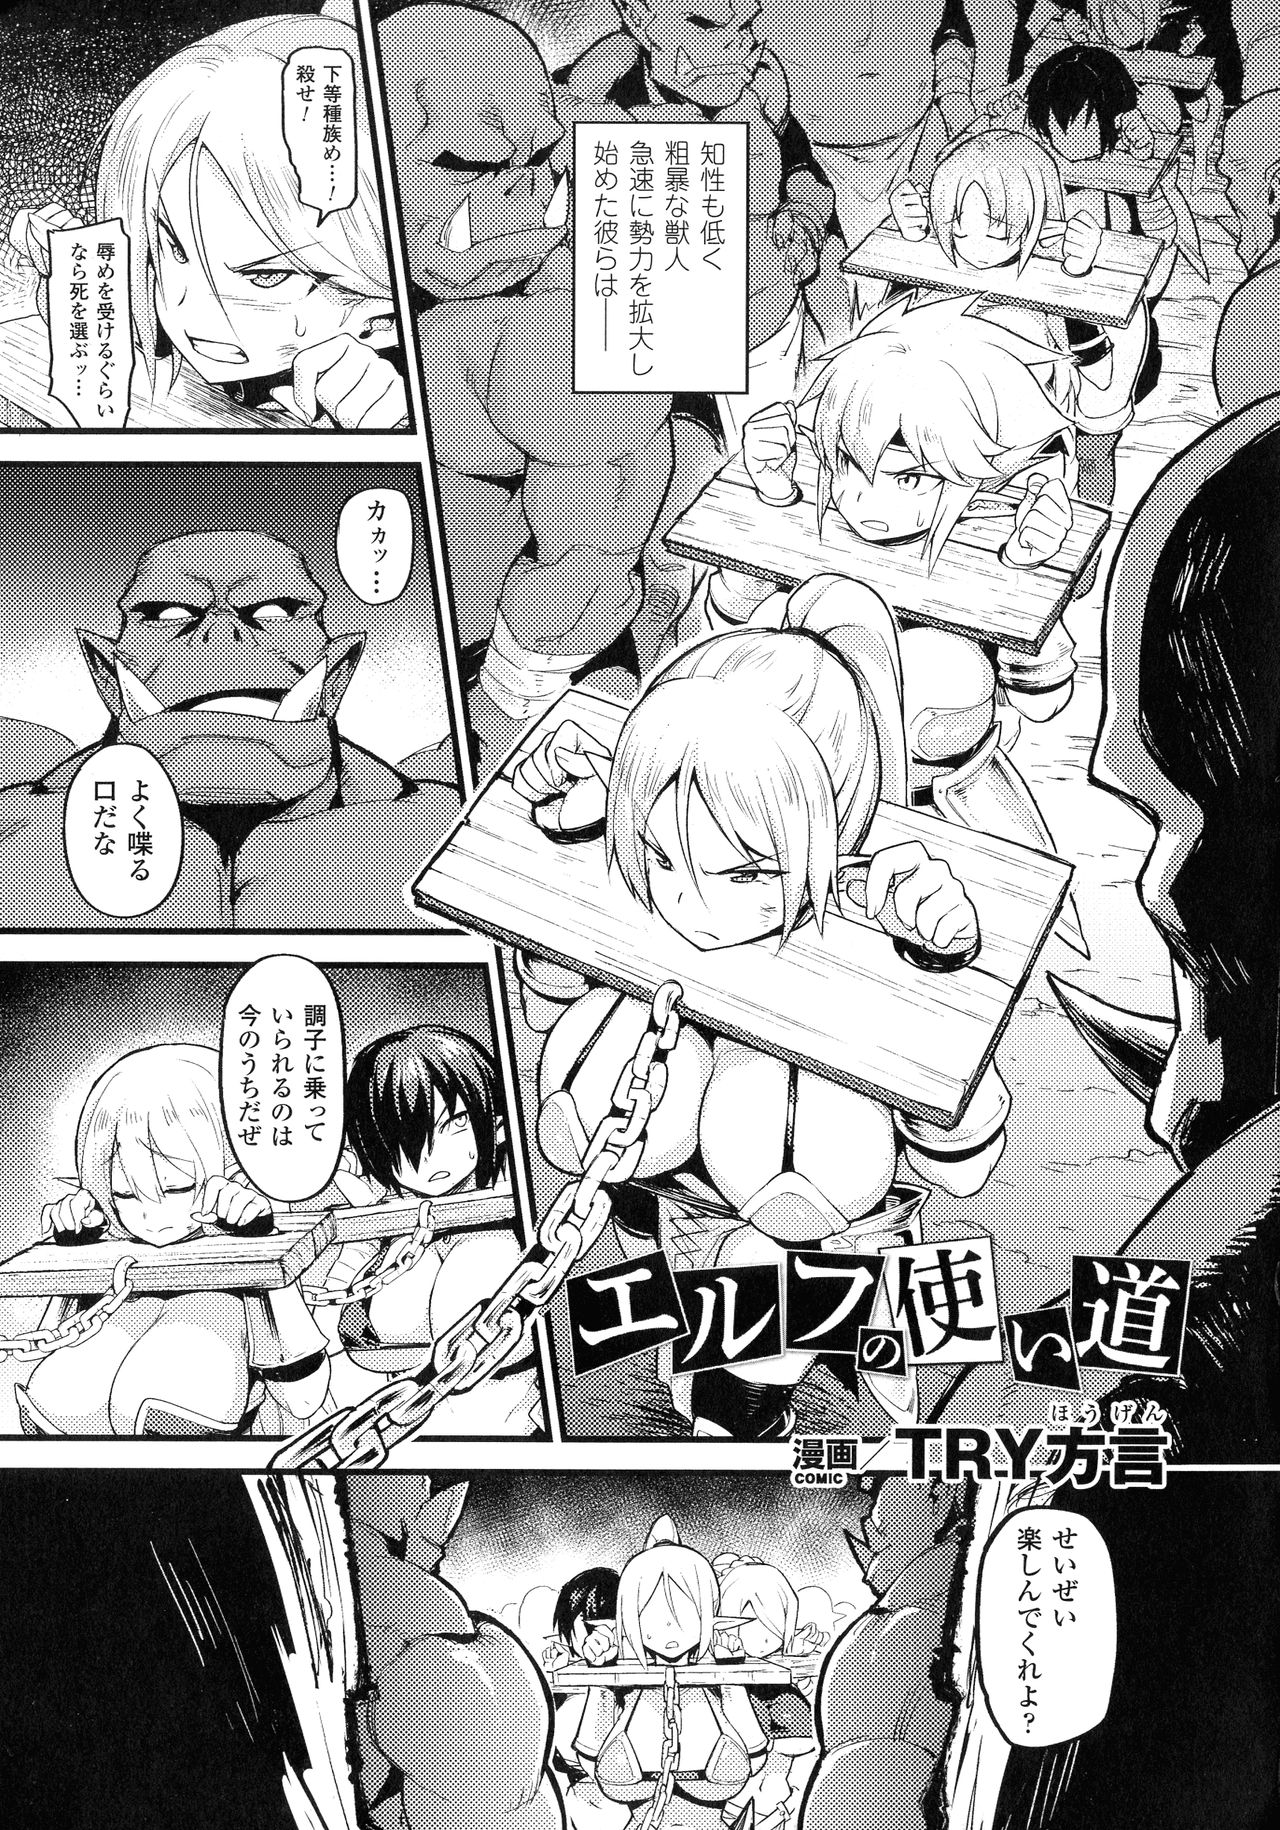 知性も低く
粗暴な獣人
急速に勢力を拡大し
始めた彼らは――
下等種族め…！
殺せ！
辱めを受けるぐらい
なら死を選ぶッ…
カカッ…
よく喋る
口だな
調子に乗って
いられるのは
今のうちだぜ
エルフの使い道
漫画
COMIC
ほうげん
TRY方言
せいぜい
楽しんでくれよ？